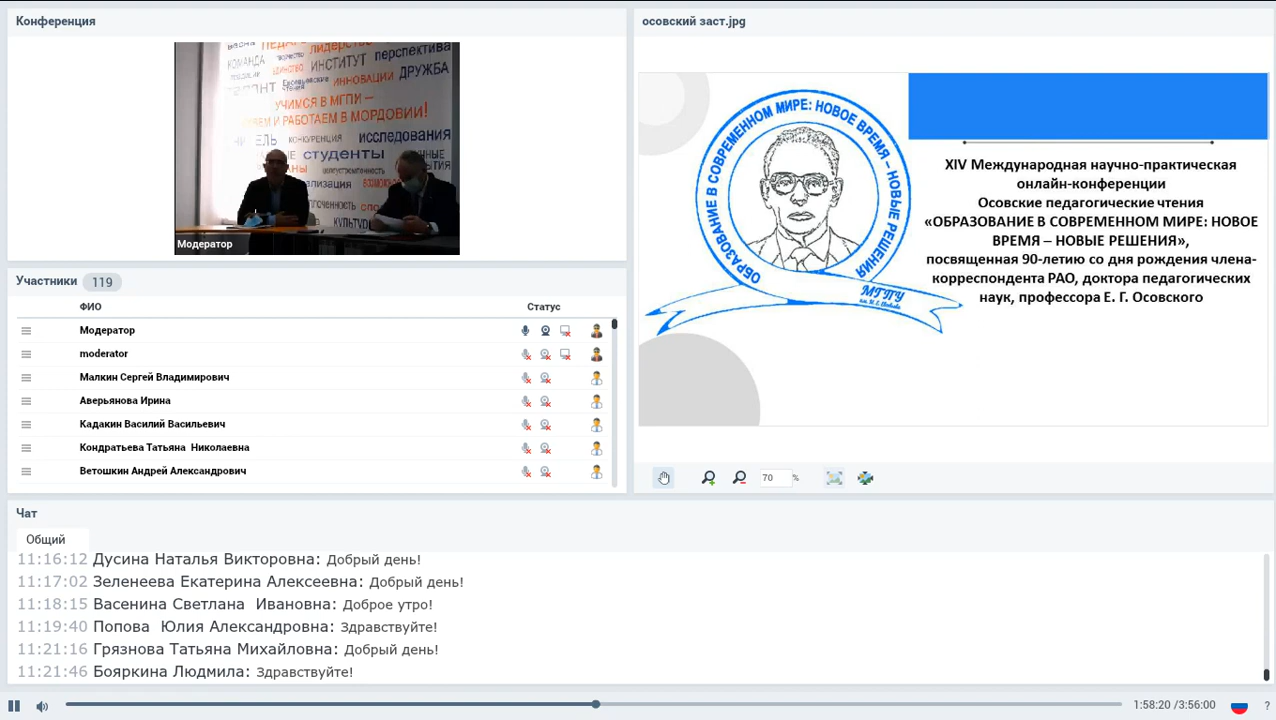 Конференция
КОМАНДА
ИНСТИТУТ
перспектива
ИННОВАЦИИ
ДРУЖБА
УЧИМСЯ В МГПИ –
И РАБОТАЕМ В МОРДОВИИ!
КОНКУРЕНЦИЯ
исследования
студенты
Модератор
Участники 119
ФИО Статус
Модератор
moderator
Малкин Сергей Владимирович
Аверьянова Ирина
Кадакин Василий Васильевич
Кондратьева Татьяна Николаевна
Ветошкин Андрей Александрович
осовский заст.jpg
ОБРАЗОВАНИЕ В СОВРЕМЕННОМ МИРЕ: НОВОЕ ВРЕМЯ – НОВЫЕ РЕШЕНИЯ
МГПУ
XIV Международная научно-практическая
онлайн-конференции
Осовские педагогические чтения
«ОБРАЗОВАНИЕ В СОВРЕМЕННОМ МИРЕ: НОВОЕ
ВРЕМЯ – НОВЫЕ РЕШЕНИЯ»,
посвященная 90-летию со дня рождения члена-
корреспондента РАО, доктора педагогических
наук, профессора Е. Г. Осовского
70 %
Чат
Общий
11:16:12 Дусина Наталья Викторовна: Добрый день!
11:17:02 Зеленеева Екатерина Алексеевна: Добрый день!
11:18:15 Васенина Светлана Ивановна: Доброе утро!
11:19:40 Попова Юлия Александровна: Здравствуйте!
11:21:16 Грязнова Татьяна Михайловна: Добрый день!
11:21:46 Бояркина Людмила: Здравствуйте!
1:58:20 /3:56:00 ?